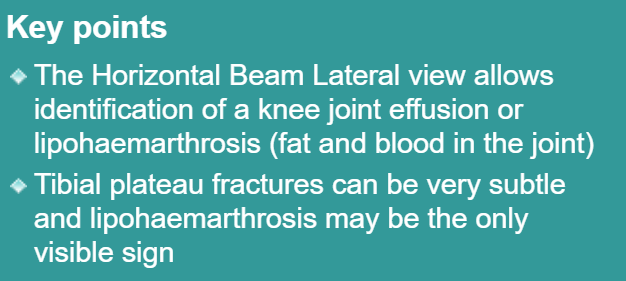 Key points
The Horizontal Beam Lateral view allows
identification of a knee joint effusion or
lipohaemarthrosis (fat and blood in the joint)
Tibial plateau fractures can be very subtle
and lipohaemarthrosis may be the only
visible sign